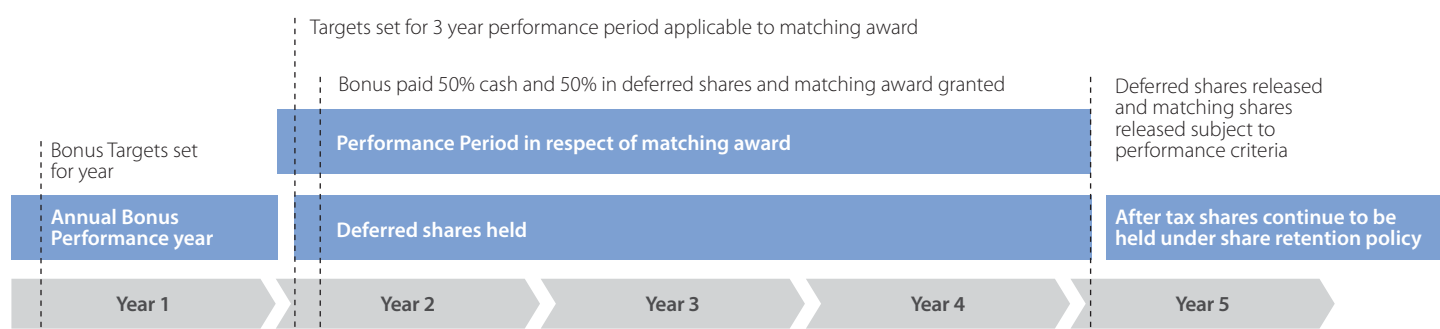 Targets set for 3 year performance period applicable to matching award
Bonus paid 50% cash and 50% in deferred shares and matching award granted
Deferred shares released
and matching shares
released subject to
performance criteria
Performance Period in respect of matching award
Bonus Targets set
for year
Annual Bonus
Performance year
Deferred shares held
After tax shares continue to be
held under share retention policy
Year 1
Year 2
Year 3
Year 4
Year 5